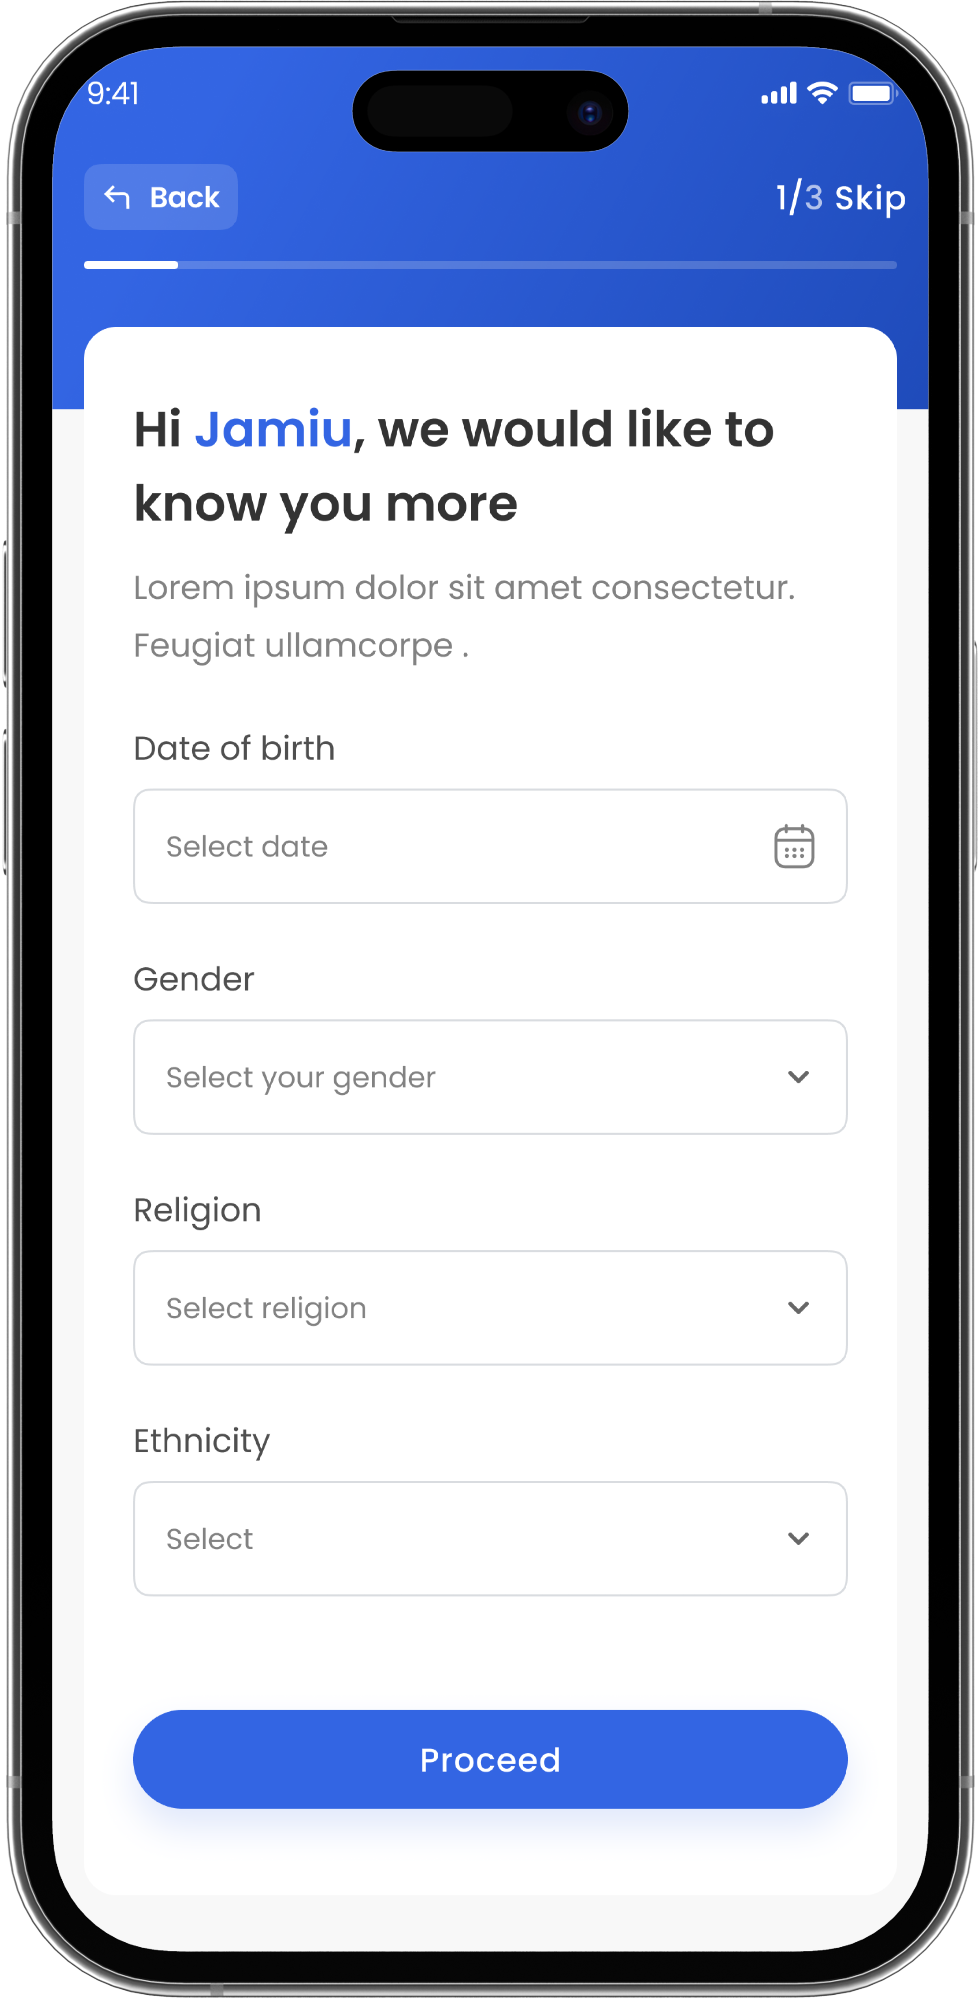 9:41
Back
1/3 Skip
Hi Jamiu, we would like to
know you more
Lorem ipsum dolor sit amet consectetur.
Feugiat ullamcorpe .
Date of birth
Select date
Gender
Select your gender
Religion
Select religion
Ethnicity
Select
Proceed